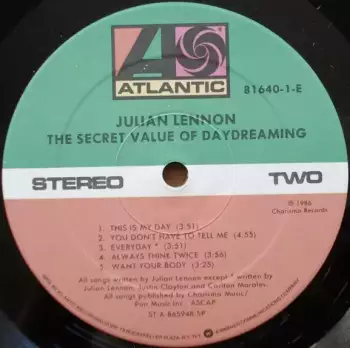 ATLANTIC
81640-1-E
JULIAN LENNON
THE SECRET VALUE OF DAYDREAMING
STEREO
TWO
℗ 1986
Charisma Records
1 THIS IS MY DAY (3:51)
2 YOU DON'T HAVE TO TELL ME (4:55)
3 EVERYDAY * (3:51)
4 ALWAYS THINK TWICE (3:56)
5 WANT YOUR BODY (3:25)
All songs written by Julian Lennon except * written by
Julian Lennon, Justin Clayton and Carlton Morales.
All songs published by Charisma Music/
Pen Music Inc. ASCAP
ST A-865948 SP